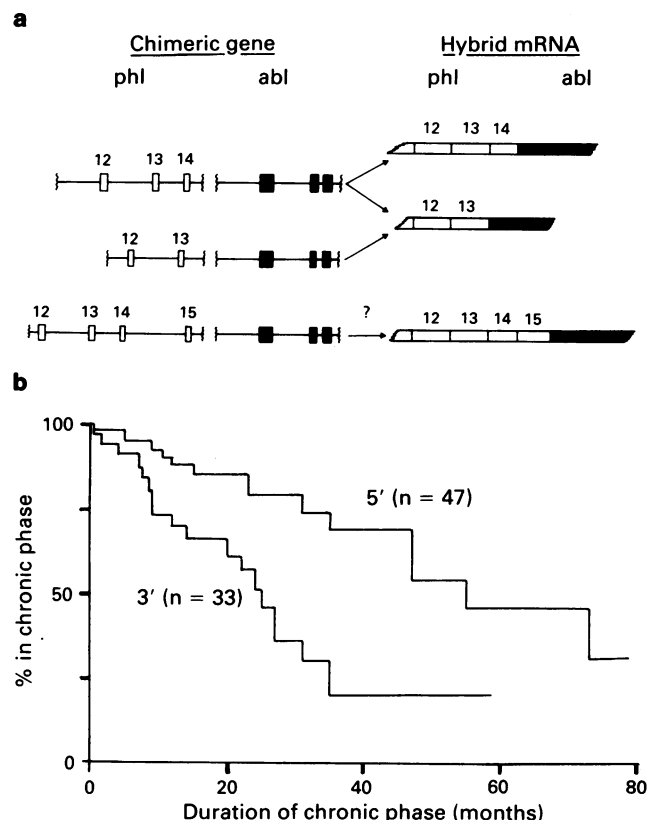 a
Chimeric gene Hybrid mRNA
phl abl phl abl
12 13 14
12 13 14
12 13
12 13
12 13 14 15 ? 12 13 14 15
b
100
50
0
% in chronic phase
5' (n = 47)
3' (n = 33)
0 20 40 60 80
Duration of chronic phase (months)